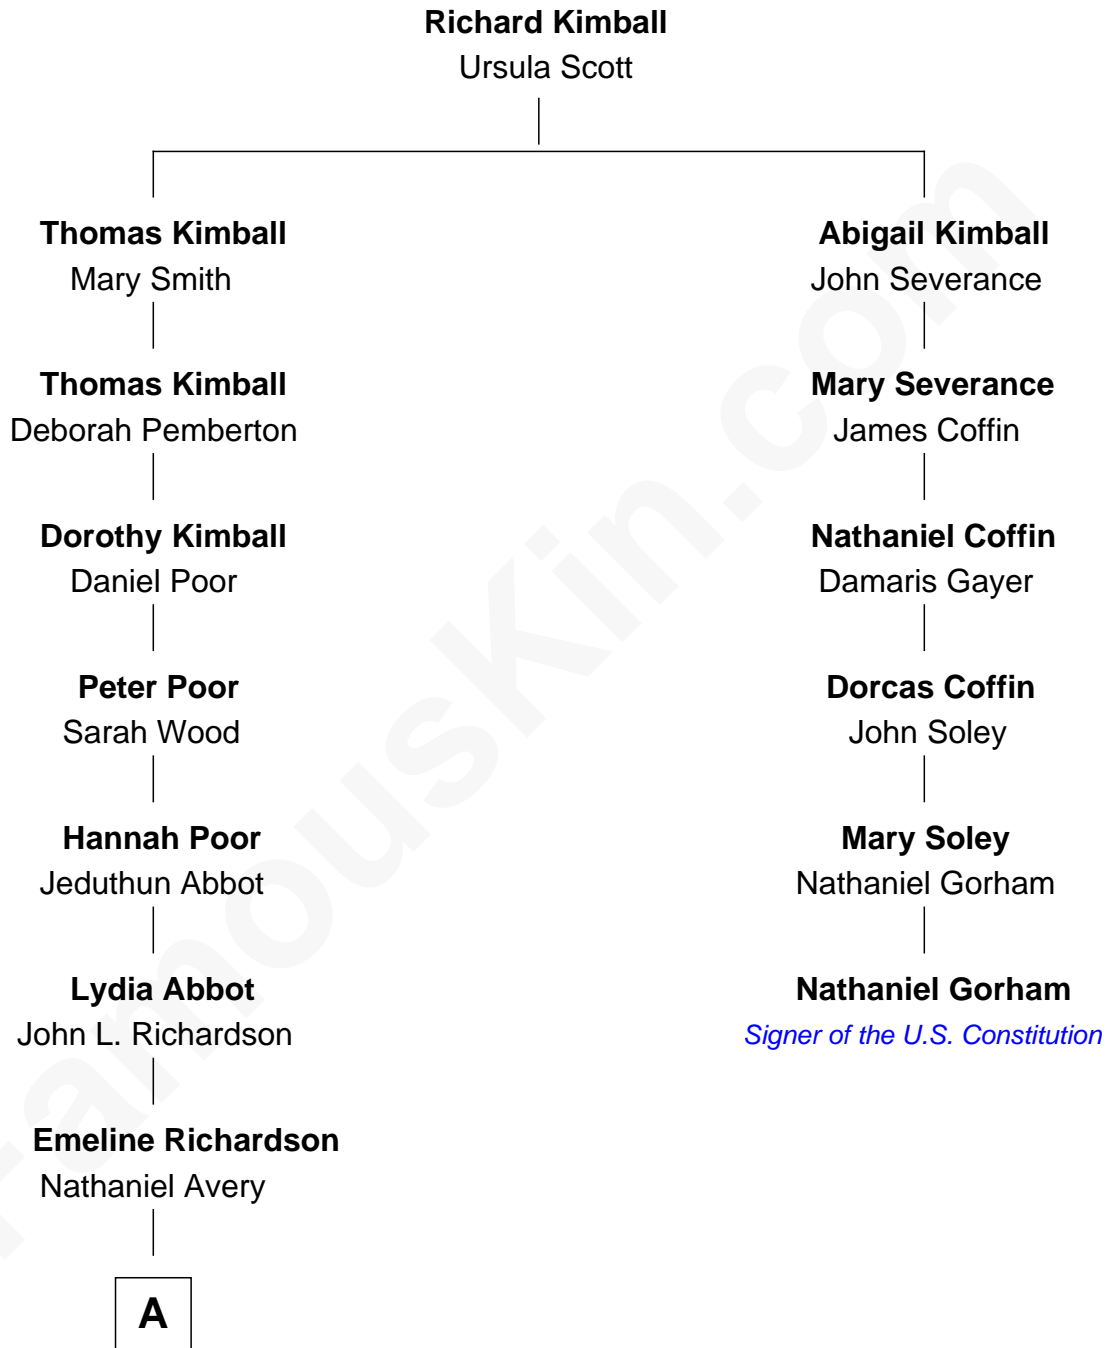 Richard Kimball
Ursula Scott
Thomas Kimball
Mary Smith
Abigail Kimball
John Severance
Thomas Kimball
Deborah Pemberton
Mary Severance
James Coffin
Dorothy Kimball
Daniel Poor
Nathaniel Coffin
Damaris Gayer
Peter Poor
Sarah Wood
Dorcas Coffin
John Soley
Hannah Poor
Jeduthun Abbot
Mary Soley
Nathaniel Gorham
Lydia Abbot
John L. Richardson
Nathaniel Gorham
Signer of the U.S. Constitution
Emeline Richardson
Nathaniel Avery
A
FamousKin.com